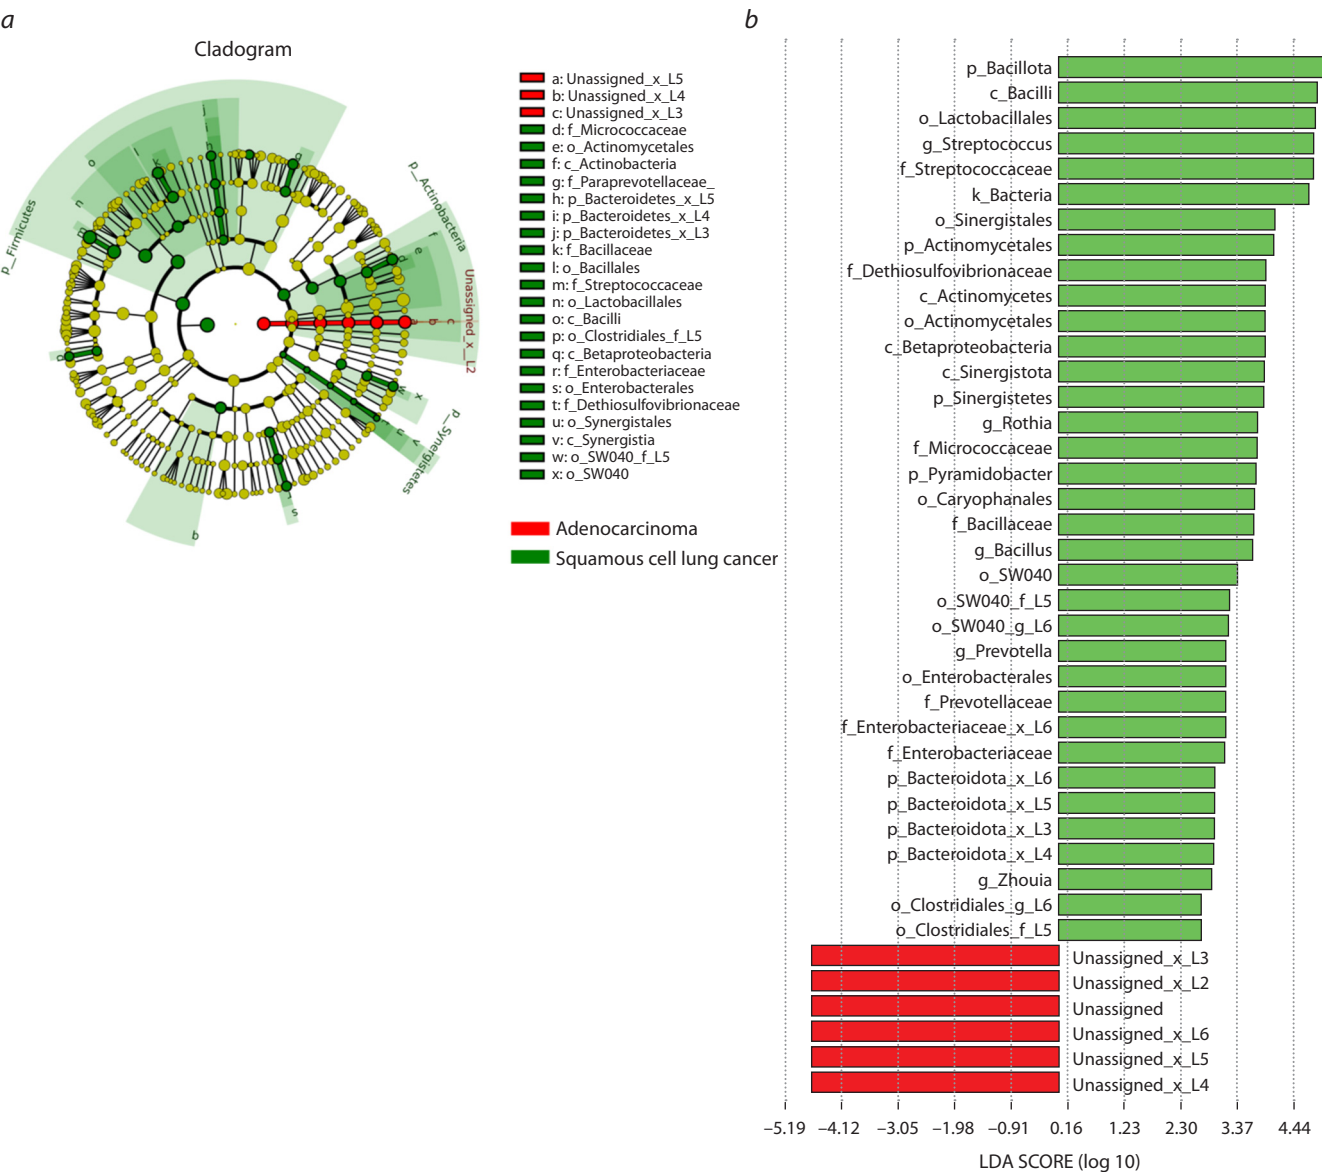 a
Cladogram
p__Firmicutes
p__Actinobacteria
Unassigned_x_L2
p__Synergistetes
j
i
h
g
o
l
k
n
m
p
f
e
d
a
b
c
w
x
t
u
v
r
s
q
a: Unassigned_x_L5
b: Unassigned_x_L4
c: Unassigned_x_L3
d: f_Micrococcaceae
e: o_Actinomycetales
f: c_Actinobacteria
g: f_Paraprevotellaceae_
h: p_Bacteroidetes_x_L5
i: p_Bacteroidetes_x_L4
j: p_Bacteroidetes_x_L3
k: f_Bacillaceae
l: o_Bacillales
m: f_Streptococcaceae
n: o_Lactobacillales
o: c_Bacilli
p: o_Clostridiales_f_L5
q: c_Betaproteobacteria
r: f_Enterobacteriaceae
s: o_Enterobacterales
t: f_Dethiosulfovibrionaceae
u: o_Synergistales
v: c_Synergistia
w: o_SW040_f_L5
x: o_SW040
Adenocarcinoma
Squamous cell lung cancer
b
p_Bacillota
c_Bacilli
o_Lactobacillales
g_Streptococcus
f_Streptococcaceae
k_Bacteria
o_Sinergistales
p_Actinomycetales
f_Dethiosulfovibrionaceae
c_Actinomycetes
o_Actinomycetales
c_Betaproteobacteria
c_Sinergistota
p_Sinergistetes
g_Rothia
f_Micrococcaceae
p_Pyramidobacter
o_Caryophanales
f_Bacillaceae
g_Bacillus
o_SW040
o_SW040_f_L5
o_SW040_g_L6
g_Prevotella
o_Enterobacterales
f_Prevotellaceae
f_Enterobacteriaceae_x_L6
f_Enterobacteriaceae
p_Bacteroidota_x_L6
p_Bacteroidota_x_L5
p_Bacteroidota_x_L3
p_Bacteroidota_x_L4
g_Zhouia
o_Clostridiales_g_L6
o_Clostridiales_f_L5
Unassigned_x_L3
Unassigned_x_L2
Unassigned
Unassigned_x_L6
Unassigned_x_L5
Unassigned_x_L4
−5.19 −4.12 −3.05 −1.98 −0.91 0.16 1.23 2.30 3.37 4.44
LDA SCORE (log 10)